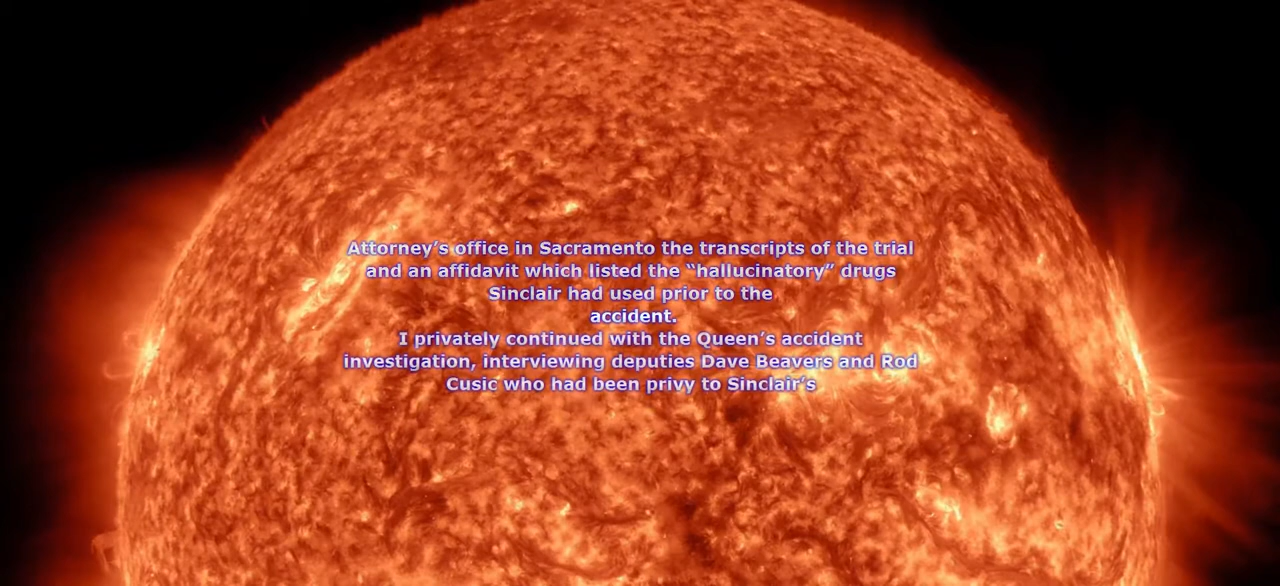 Attorney’s office in Sacramento the transcripts of the trial
and an affidavit which listed the “hallucinatory” drugs
Sinclair had used prior to the
accident.
I privately continued with the Queen’s accident
investigation, interviewing deputies Dave Beavers and Rod
Cusic who had been privy to Sinclair’s